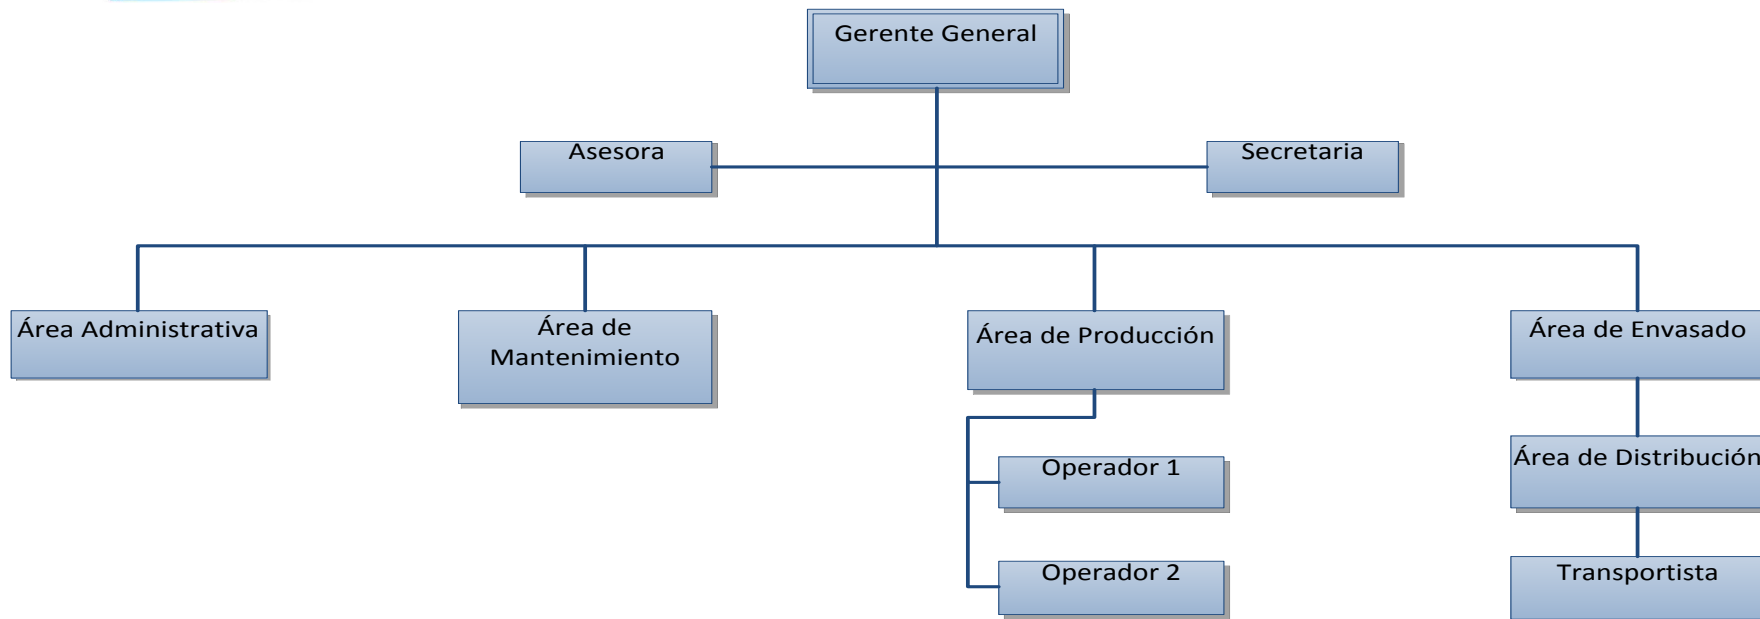 Gerente General
Asesora
Secretaria
Área Administrativa
Área de
Mantenimiento
Área de Producción
Área de Envasado
Operador 1
Operador 2
Área de Distribución
Transportista